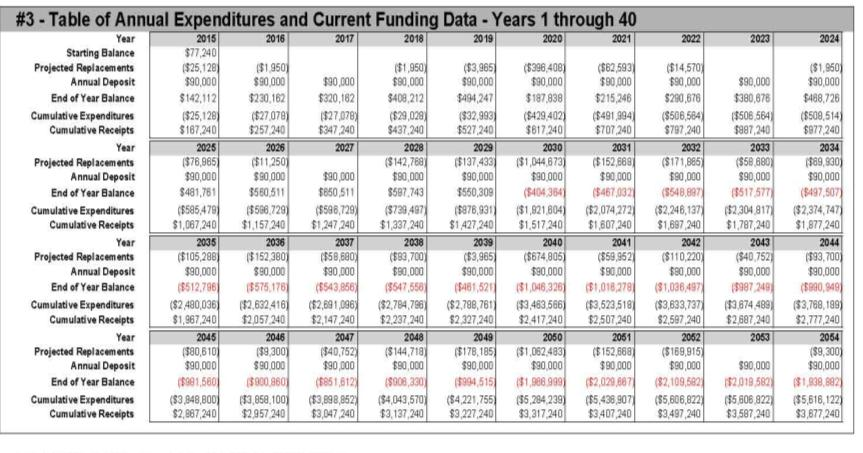 #3 - Table of Annual Expenditures and Current Funding Data - Years 1 through 40
Year 2015 2016 2017 2018 2019 2020 2021 2022 2023 2024
Starting Balance $77,240
Projected Replacements ($25,128) ($1,950) ($1,950) ($3,965) ($396,408) ($62,593) ($14,570) ($1,950)
Annual Deposit $90,000 $90,000 $90,000 $90,000 $90,000 $90,000 $90,000 $90,000 $90,000 $90,000
End of Year Balance $142,112 $230,162 $320,162 $408,212 $494,247 $187,838 $215,246 $290,676 $380,676 $468,726
Cumulative Expenditures ($25,128) ($27,078) ($27,078) ($29,028) ($32,993) ($429,402) ($491,994) ($506,564) ($506,564) ($508,514)
Cumulative Receipts $167,240 $257,240 $347,240 $437,240 $527,240 $617,240 $707,240 $797,240 $887,240 $977,240
Year 2025 2026 2027 2028 2029 2030 2031 2032 2033 2034
Projected Replacements ($76,965) ($11,250) ($142,768) ($137,433) ($1,044,673) ($152,668) ($171,865) ($58,680) ($69,930)
Annual Deposit $90,000 $90,000 $90,000 $90,000 $90,000 $90,000 $90,000 $90,000 $90,000 $90,000
End of Year Balance $481,761 $560,511 $650,511 $597,743 $550,309 ($404,364) ($467,032) ($548,897) ($517,577) ($497,507)
Cumulative Expenditures ($585,479) ($596,729) ($596,729) ($739,497) ($876,931) ($1,921,604) ($2,074,272) ($2,246,137) ($2,304,817) ($2,374,747)
Cumulative Receipts $1,067,240 $1,157,240 $1,247,240 $1,337,240 $1,427,240 $1,517,240 $1,607,240 $1,697,240 $1,787,240 $1,877,240
Year 2035 2036 2037 2038 2039 2040 2041 2042 2043 2044
Projected Replacements ($105,288) ($152,380) ($58,680) ($93,700) ($3,965) ($674,805) ($59,952) ($110,220) ($40,752) ($93,700)
Annual Deposit $90,000 $90,000 $90,000 $90,000 $90,000 $90,000 $90,000 $90,000 $90,000 $90,000
End of Year Balance ($512,796) ($575,176) ($543,856) ($547,556) ($461,521) ($1,046,326) ($1,016,278) ($1,036,497) ($987,249) ($990,949)
Cumulative Expenditures ($2,480,036) ($2,632,416) ($2,691,096) ($2,784,796) ($2,788,761) ($3,463,566) ($3,523,518) ($3,633,737) ($3,674,489) ($3,768,189)
Cumulative Receipts $1,967,240 $2,057,240 $2,147,240 $2,237,240 $2,327,240 $2,417,240 $2,507,240 $2,597,240 $2,687,240 $2,777,240
Year 2045 2046 2047 2048 2049 2050 2051 2052 2053 2054
Projected Replacements ($80,610) ($9,300) ($40,752) ($144,718) ($178,185) ($1,062,483) ($152,668) ($169,915) ($9,300)
Annual Deposit $90,000 $90,000 $90,000 $90,000 $90,000 $90,000 $90,000 $90,000 $90,000 $90,000
End of Year Balance ($981,560) ($900,860) ($851,612) ($906,330) ($994,515) ($1,966,999) ($2,029,667) ($2,109,582) ($2,019,582) ($1,938,882)
Cumulative Expenditures ($3,848,800) ($3,858,100) ($3,898,852) ($4,043,570) ($4,221,755) ($5,284,239) ($5,436,907) ($5,606,822) ($5,606,822) ($5,616,122)
Cumulative Receipts $2,867,240 $2,957,240 $3,047,240 $3,137,240 $3,227,240 $3,317,240 $3,407,240 $3,497,240 $3,587,240 $3,677,240